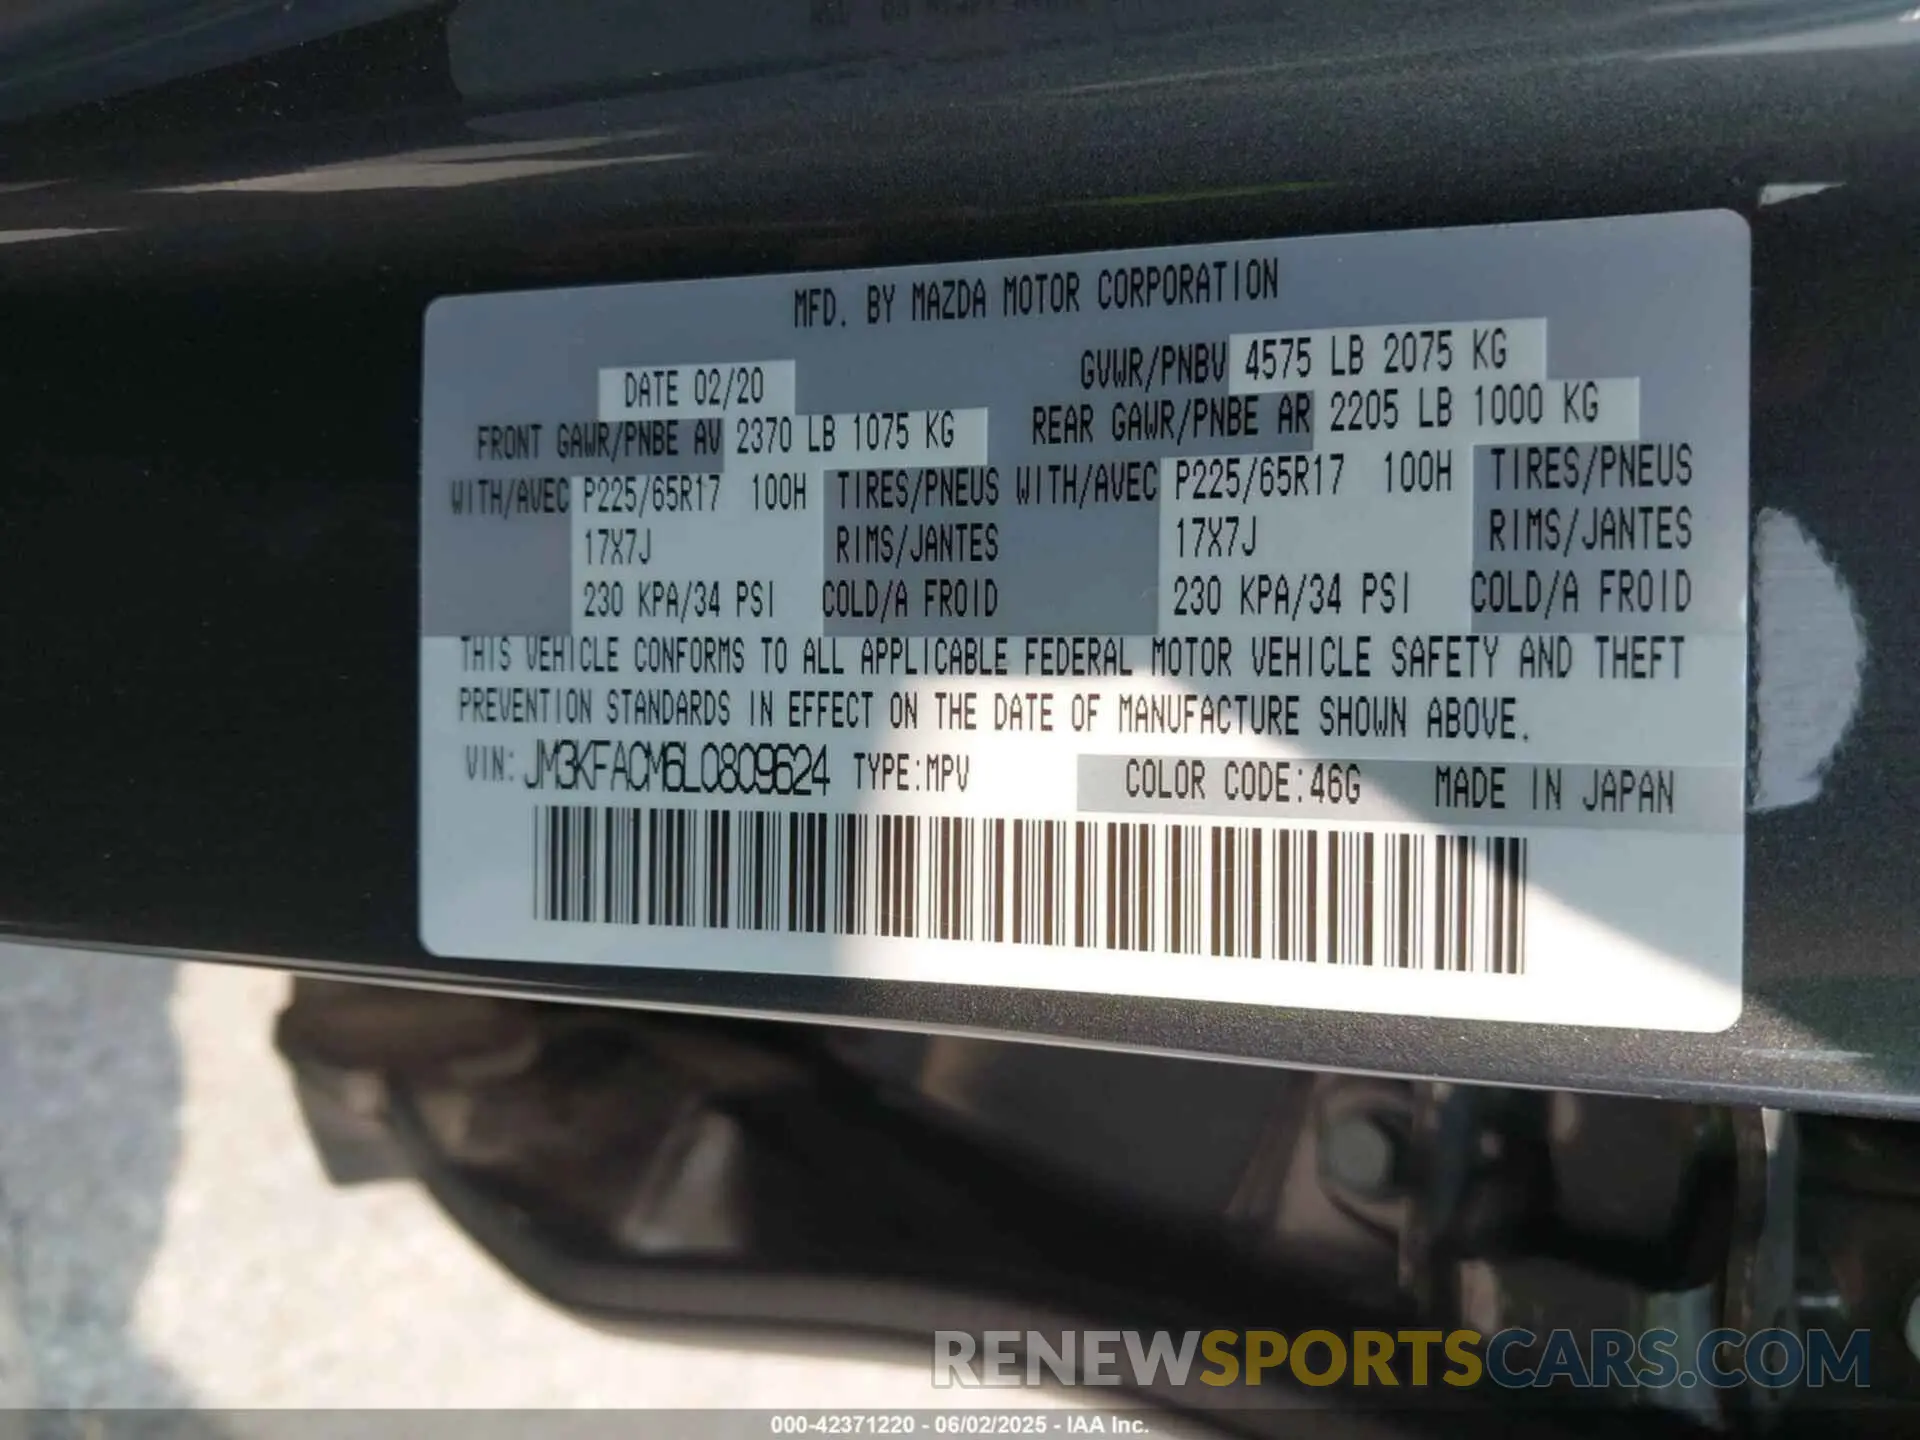 MFD. BY MAZDA MOTOR CORPORATION
DATE 02/20 GVWR/PNBV 4575 LB 2075 KG
FRONT GAWR/PNBE AV 2370 LB 1075 KG REAR GAWR/PNBE AR 2205 LB 1000 KG
WITH/AVEC P225/65R17 100H TIRES/PNEUS WITH/AVEC P225/65R17 100H TIRES/PNEUS
17X7J RIMS/JANTES 17X7J RIMS/JANTES
230 KPA/34 PSI COLD/A FROID 230 KPA/34 PSI COLD/A FROID
THIS VEHICLE CONFORMS TO ALL APPLICABLE FEDERAL MOTOR VEHICLE SAFETY AND THEFT
PREVENTION STANDARDS IN EFFECT ON THE DATE OF MANUFACTURE SHOWN ABOVE.
VIN: JM3KFACM6L0809624 TYPE:MPV COLOR CODE:46G MADE IN JAPAN
RENEWSPORTSCARS.COM
000-42371220 - 06/02/2025 - IAA Inc.